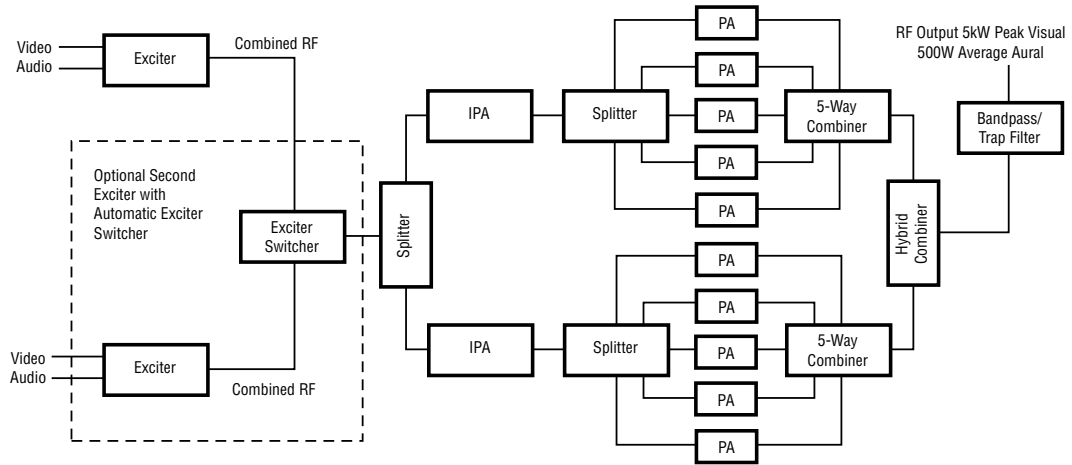 Video
Audio
Exciter
Combined RF
Optional Second
Exciter with
Automatic Exciter
Switcher
Exciter
Switcher
Video
Audio
Exciter
Combined RF
Splitter
IPA
Splitter
PA
PA
PA
PA
PA
5-Way
Combiner
IPA
Splitter
PA
PA
PA
PA
PA
5-Way
Combiner
Hybrid
Combiner
RF Output 5kW Peak Visual
500W Average Aural
Bandpass/
Trap Filter